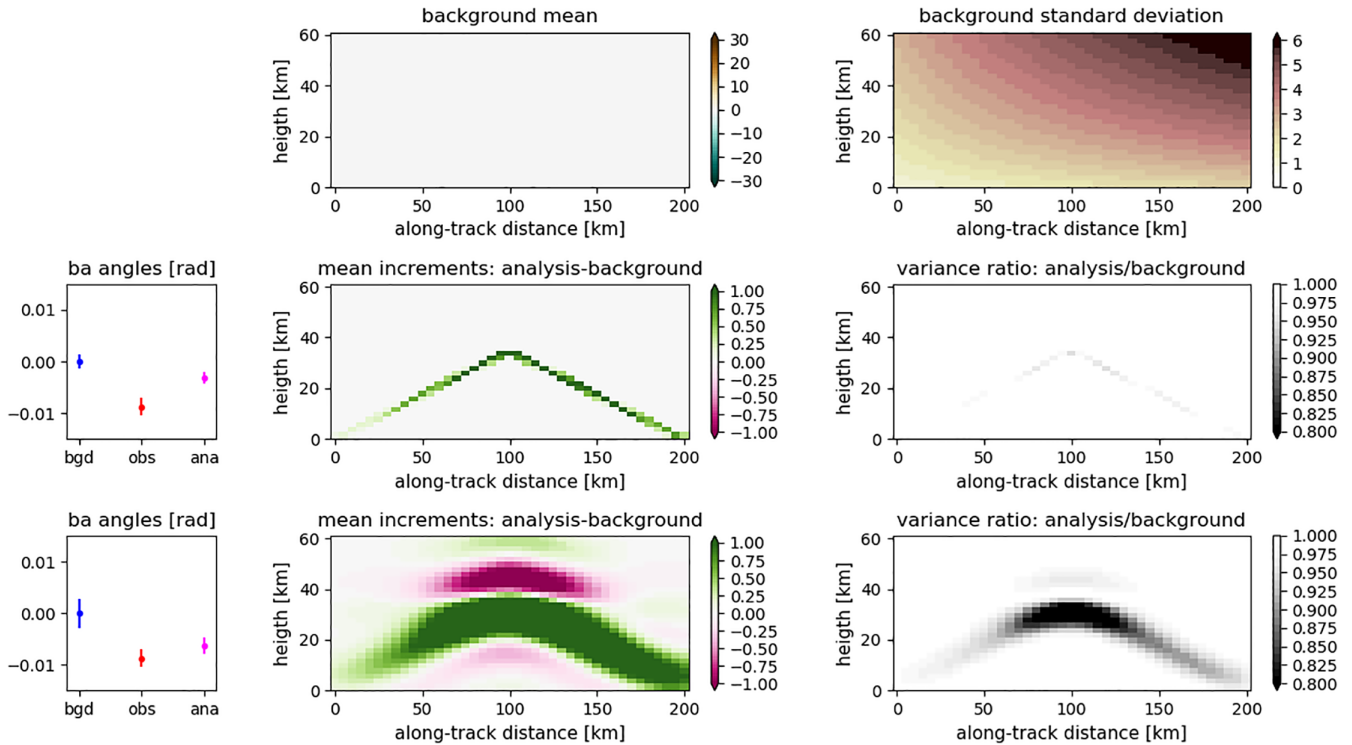 background mean
heigth [km]
60
40
20
0
0 50 100 150 200
along-track distance [km]
30
20
10
0
−10
−20
−30
background standard deviation
heigth [km]
60
40
20
0
0 50 100 150 200
along-track distance [km]
6
5
4
3
2
1
0
ba angles [rad]
0.01
0.00
−0.01
bgd obs ana
mean increments: analysis-background
heigth [km]
60
40
20
0
0 50 100 150 200
along-track distance [km]
1.00
0.75
0.50
0.25
0.00
−0.25
−0.50
−0.75
−1.00
variance ratio: analysis/background
heigth [km]
60
40
20
0
0 50 100 150 200
along-track distance [km]
1.000
0.975
0.950
0.925
0.900
0.875
0.850
0.825
0.800
ba angles [rad]
0.01
0.00
−0.01
bgd obs ana
mean increments: analysis-background
heigth [km]
60
40
20
0
0 50 100 150 200
along-track distance [km]
1.00
0.75
0.50
0.25
0.00
−0.25
−0.50
−0.75
−1.00
variance ratio: analysis/background
heigth [km]
60
40
20
0
0 50 100 150 200
along-track distance [km]
1.000
0.975
0.950
0.925
0.900
0.875
0.850
0.825
0.800